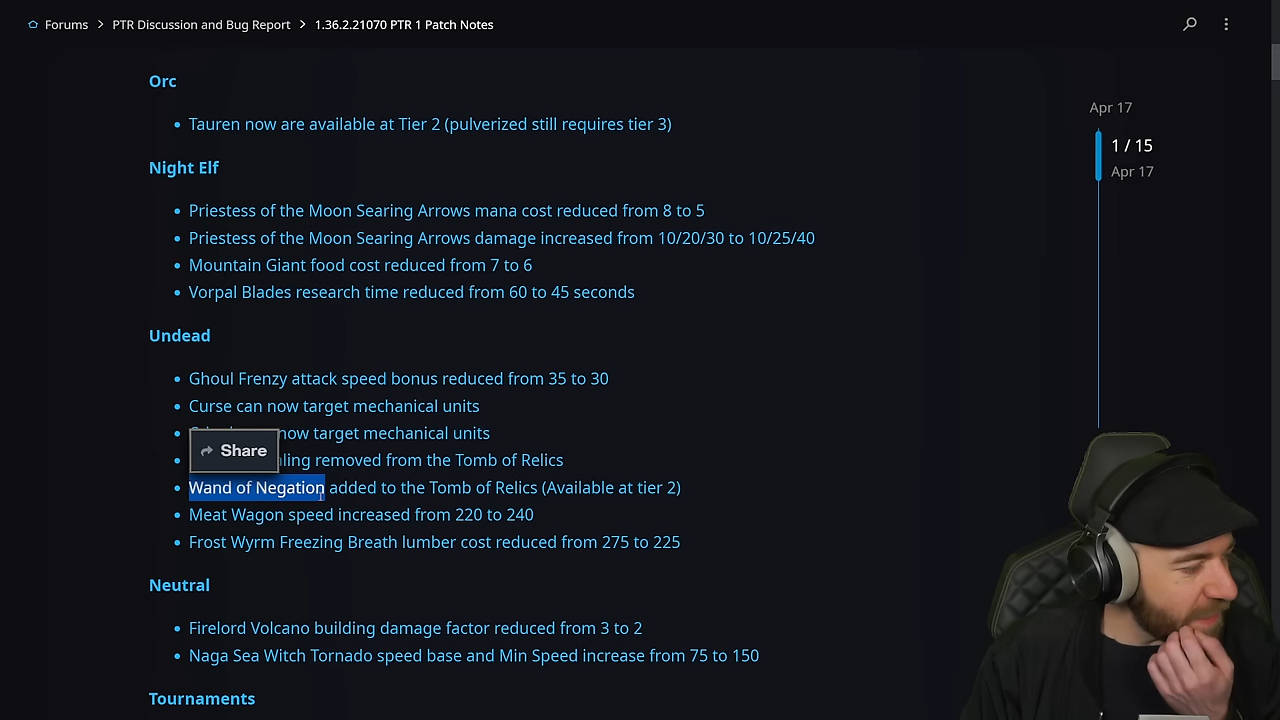 Forums > PTR Discussion and Bug Report > 1.36.2.21070 PTR 1 Patch Notes
Orc
Apr 17
• Tauren now are available at Tier 2 (pulverized still requires tier 3)
1 / 15
Night Elf
Apr 17
• Priestess of the Moon Searing Arrows mana cost reduced from 8 to 5
• Priestess of the Moon Searing Arrows damage increased from 10/20/30 to 10/25/40
• Mountain Giant food cost reduced from 7 to 6
• Vorpal Blades research time reduced from 60 to 45 seconds
Undead
• Ghoul Frenzy attack speed bonus reduced from 35 to 30
• Curse can now target mechanical units
• now target mechanical units
Share
• removed from the Tomb of Relics
• Wand of Negation added to the Tomb of Relics (Available at tier 2)
• Meat Wagon speed increased from 220 to 240
• Frost Wyrm Freezing Breath lumber cost reduced from 275 to 225
Neutral
• Firelord Volcano building damage factor reduced from 3 to 2
• Naga Sea Witch Tornado speed base and Min Speed increase from 75 to 150
Tournaments